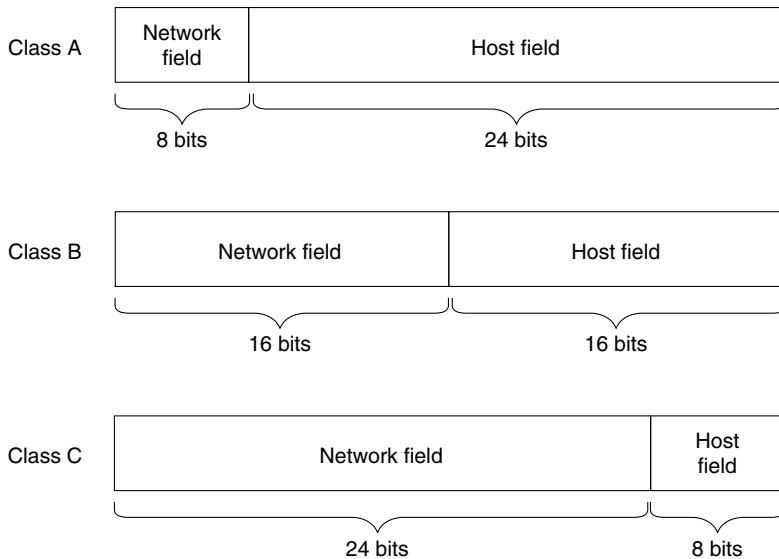 Class A
Network
field
Host field
8 bits
24 bits
Class B
Network field
Host field
16 bits
16 bits
Class C
Network field
Host
field
24 bits
8 bits